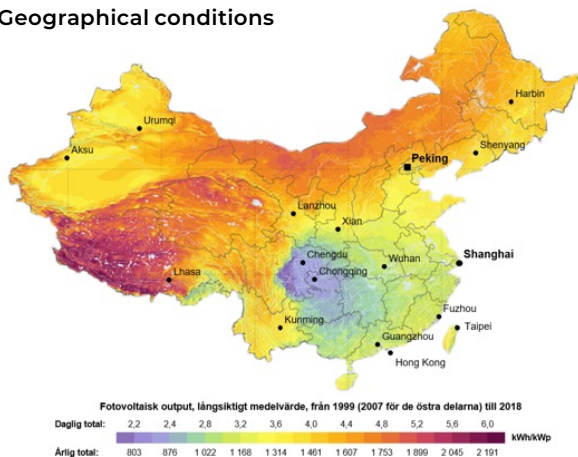 Geographical conditions
Harbin
Urumqi
Shenyang
Aksu
Peking
Lanzhou
Xian
Shanghai
Chengdu
Wuhan
Lhasa
Chongqing
Fuzhou
Kunming
Taipei
Guangzhou
Hong Kong
Fotovoltaisk output, långsiktigt medelvärde, från 1999 (2007 för de östra delarna) till 2018
Daglig total: 2,2 2,4 2,8 3,2 3,6 4,0 4,4 4,8 5,2 5,6 6,0
kWh/kWp
Årlig total: 803 876 1 022 1 168 1 314 1 461 1 607 1 753 1 899 2 045 2 191